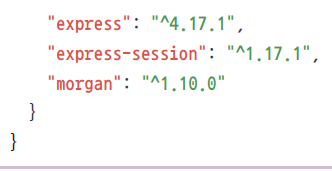 "express": "^4.17.1",
"express-session": "^1.17.1",
"morgan": "^1.10.0"
}
}